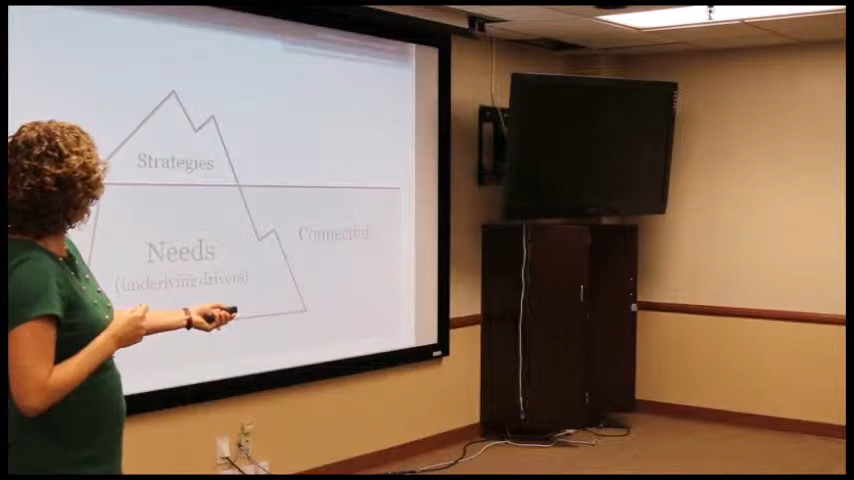 Strategies
Needs
Connection
(underlying drivers)